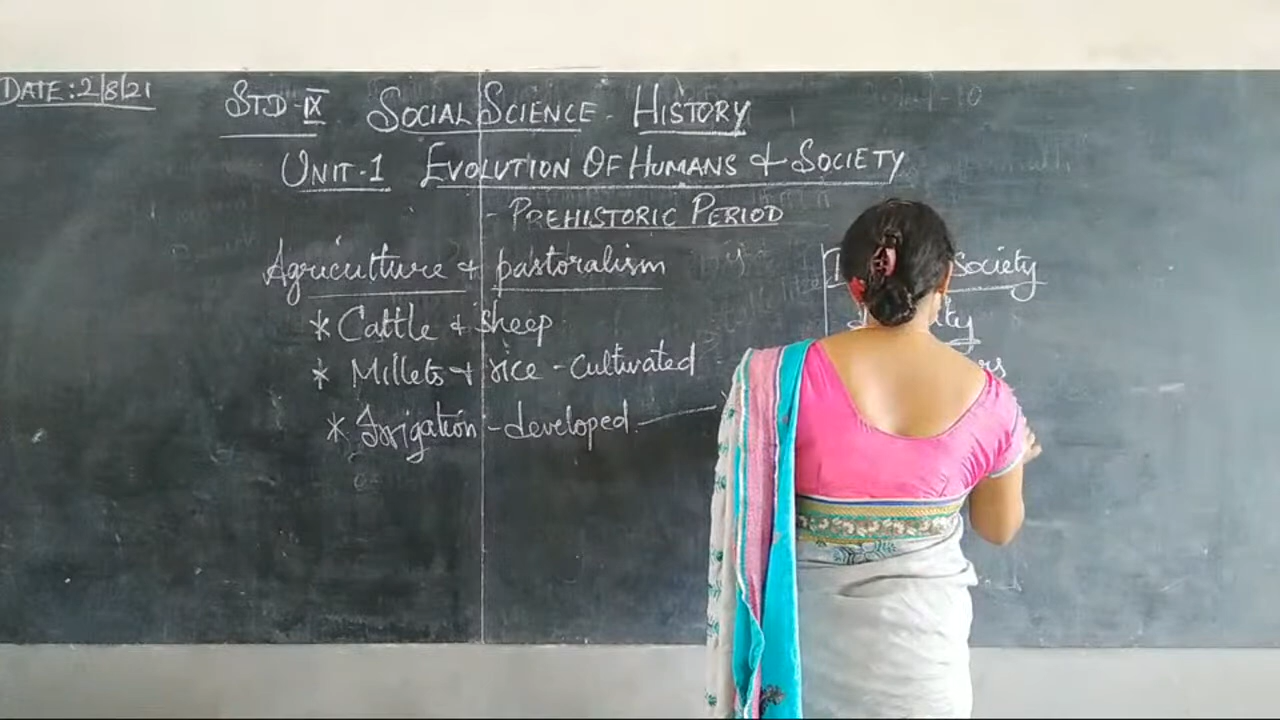 DATE: 2/8/21
STD-IX SOCIAL SCIENCE - HISTORY
UNIT-1 EVOLUTION OF HUMANS & SOCIETY
- PREHISTORIC PERIOD
Agriculture & pastoralism
* Cattle & sheep
* Millets & rice - cultivated
* Irrigation - developed
Society